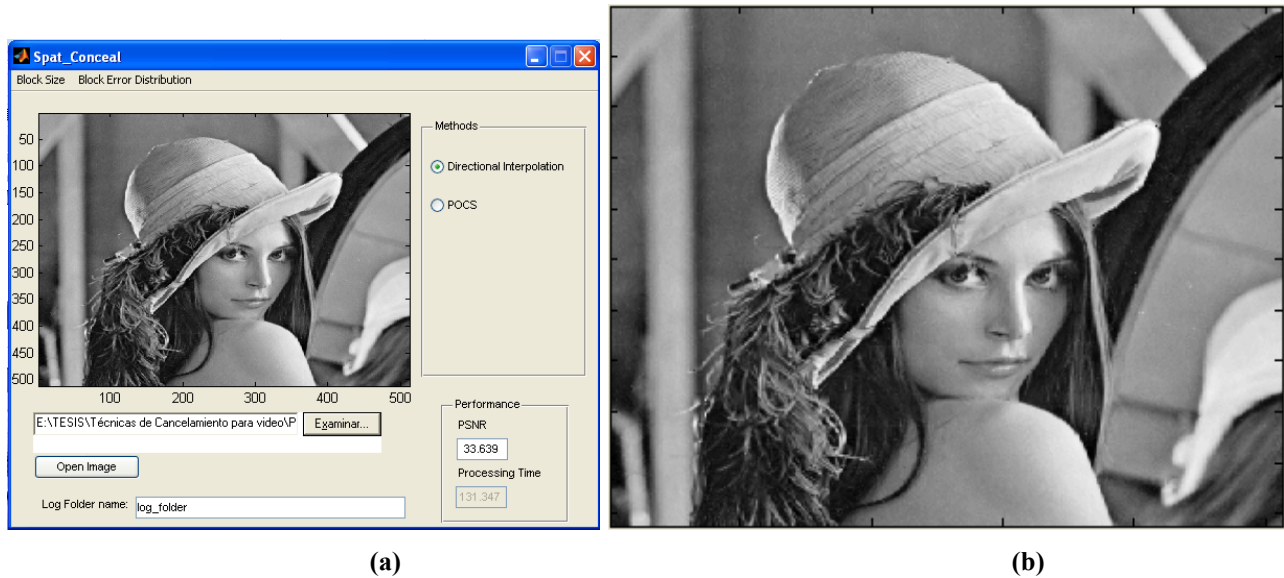 Spat_Conceal
Block Size Block Error Distribution
50
100
150
200
250
300
350
400
450
500
100 200 300 400 500
Methods
Directional Interpolation
POCS
E:\TESIS\Técnicas de Cancelamiento para video\P
Examinar...
Open Image
Log Folder name: log_folder
Performance
PSNR
33.639
Processing Time
131.347
(a)
(b)